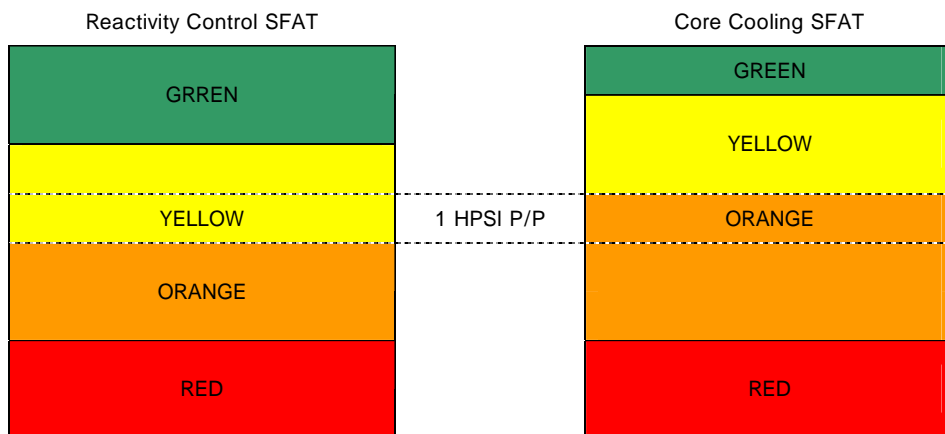 Reactivity Control SFAT
Core Cooling SFAT
GRREN
GREEN
YELLOW
YELLOW
1 HPSI P/P
ORANGE
ORANGE
RED
RED